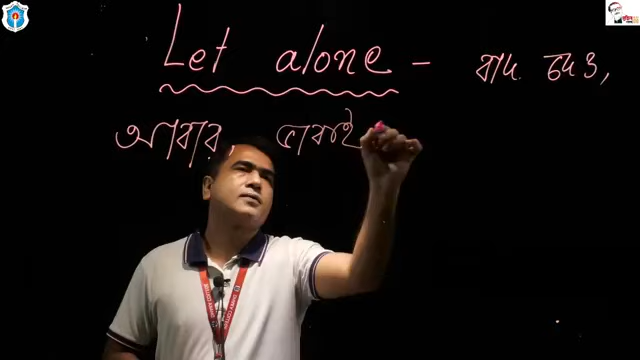 Let alone – বাদ দেও,
আবার, ভাবাই